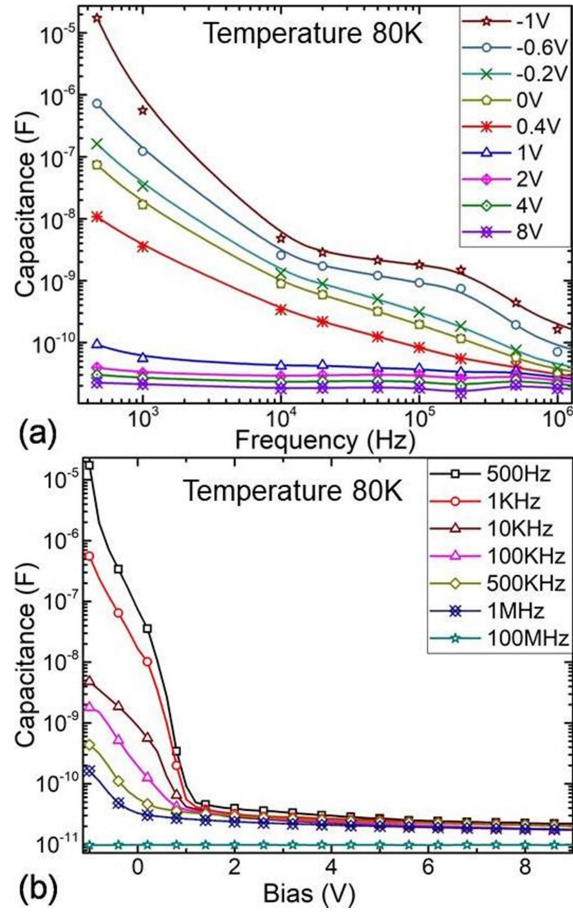 Temperature 80K
-1V
-0.6V
-0.2V
0V
0.4V
1V
2V
4V
8V
10⁻⁵
10⁻⁶
10⁻⁷
10⁻⁸
10⁻⁹
10⁻¹⁰
Capacitance (F)
10³
10⁴
10⁵
10⁶
(a)
Frequency (Hz)
Temperature 80K
500Hz
1KHz
10KHz
100KHz
500KHz
1MHz
100MHz
10⁻⁵
10⁻⁶
10⁻⁷
10⁻⁸
10⁻⁹
10⁻¹⁰
10⁻¹¹
Capacitance (F)
0
2
4
6
8
(b)
Bias (V)